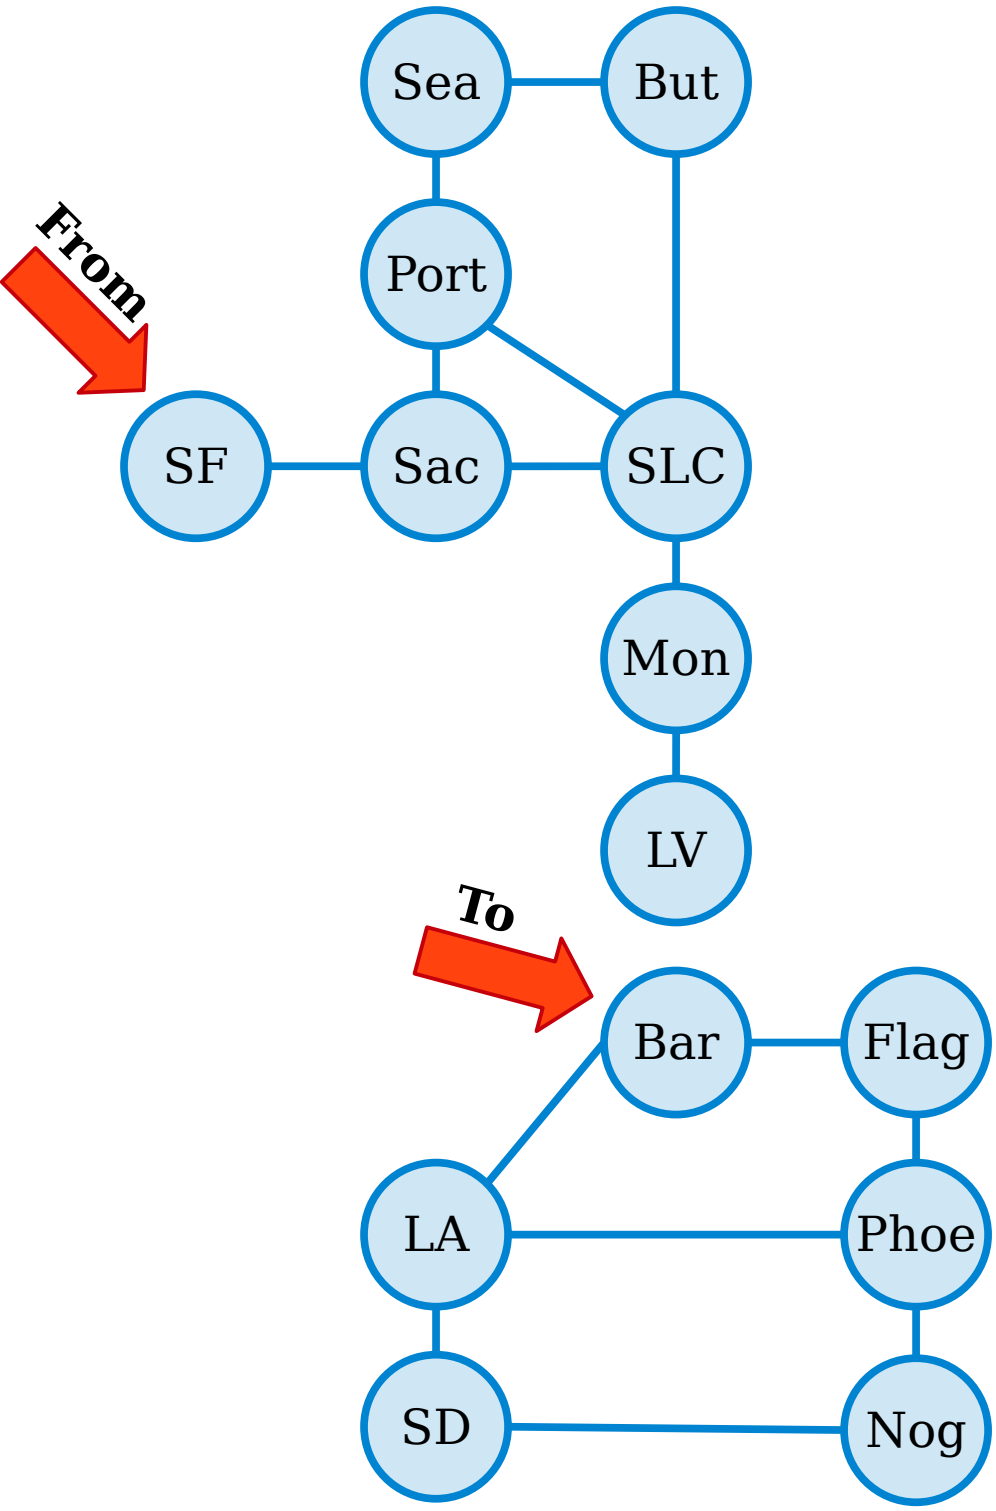 Sea
But
From
Port
SF
Sac
SLC
Mon
LV
To
Bar
Flag
LA
Phoe
SD
Nog